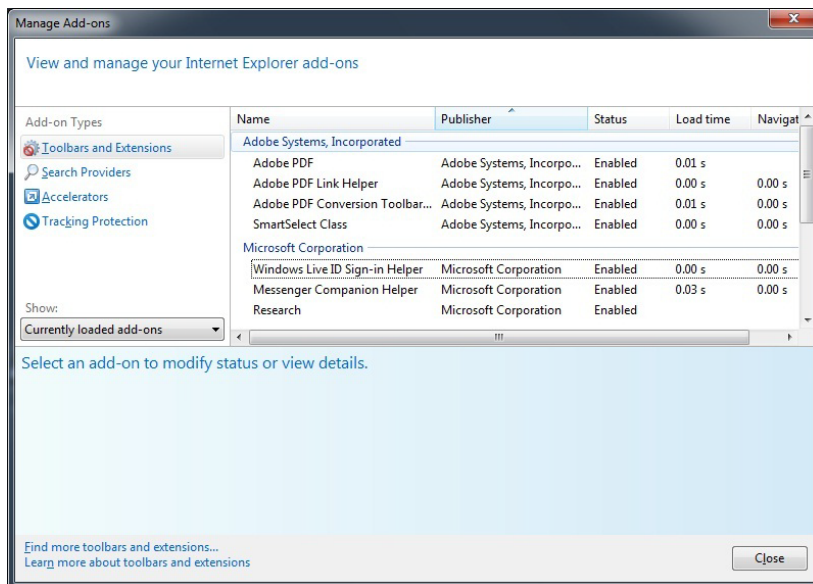 Manage Add-ons
View and manage your Internet Explorer add-ons
Add-on Types
Toolbars and Extensions
Search Providers
Accelerators
Tracking Protection
Show:
Currently loaded add-ons
Name Publisher Status Load time Navigat
Adobe Systems, Incorporated
Adobe PDF Adobe Systems, Incorpo... Enabled 0.01 s
Adobe PDF Link Helper Adobe Systems, Incorpo... Enabled 0.00 s 0.00 s
Adobe PDF Conversion Toolbar... Adobe Systems, Incorpo... Enabled 0.01 s 0.00 s
SmartSelect Class Adobe Systems, Incorpo... Enabled 0.00 s 0.00 s
Microsoft Corporation
Windows Live ID Sign-in Helper Microsoft Corporation Enabled 0.00 s 0.00 s
Messenger Companion Helper Microsoft Corporation Enabled 0.03 s 0.00 s
Research Microsoft Corporation Enabled
Select an add-on to modify status or view details.
Find more toolbars and extensions...
Learn more about toolbars and extensions
Close